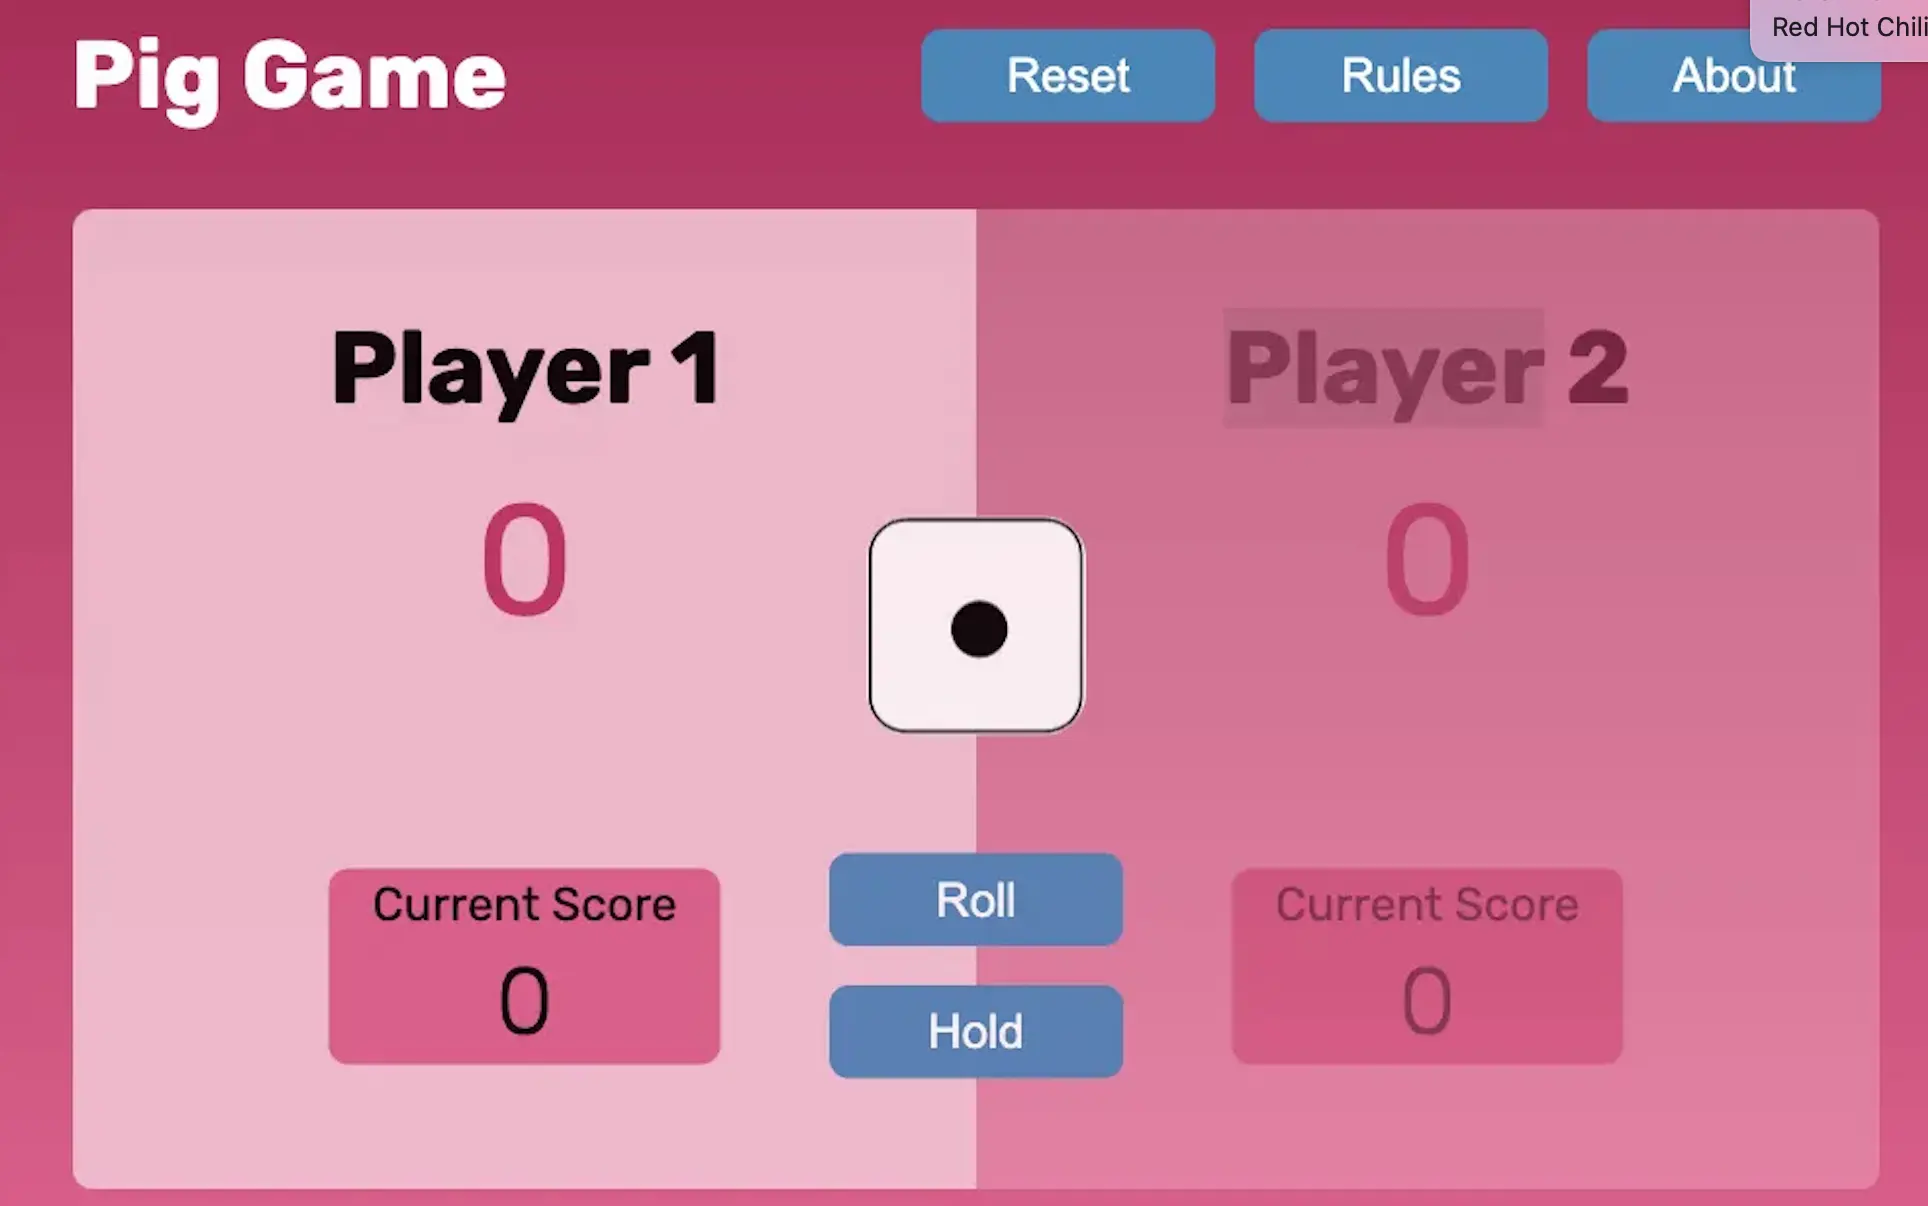 Pig Game
Reset
Rules
About
Red Hot Chili
Player 1
0
Player 2
0
Current Score
0
Roll
Hold
Current Score
0